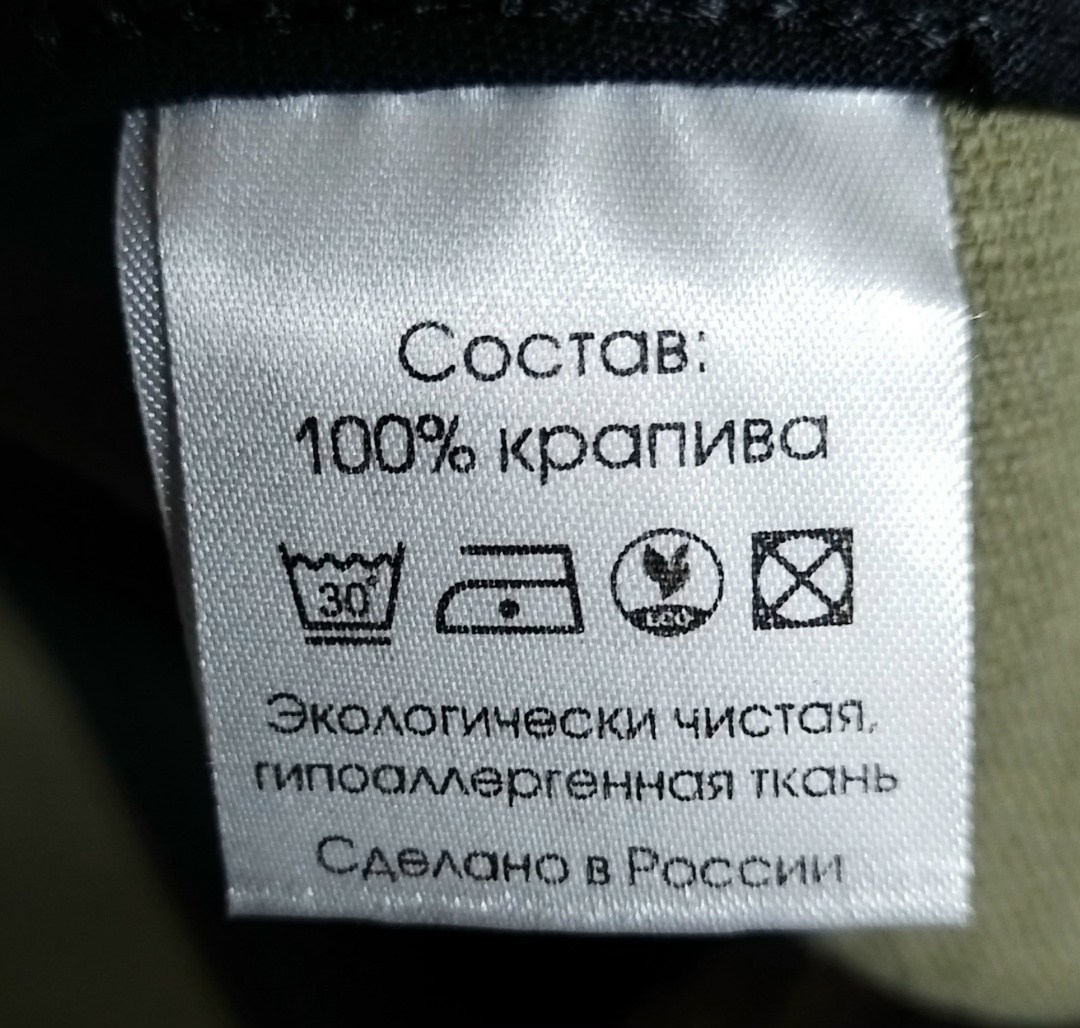 Состав:
100% крапива
30°
ECO
Экологически чистая,
гипоаллергенная ткань
Сделано в России